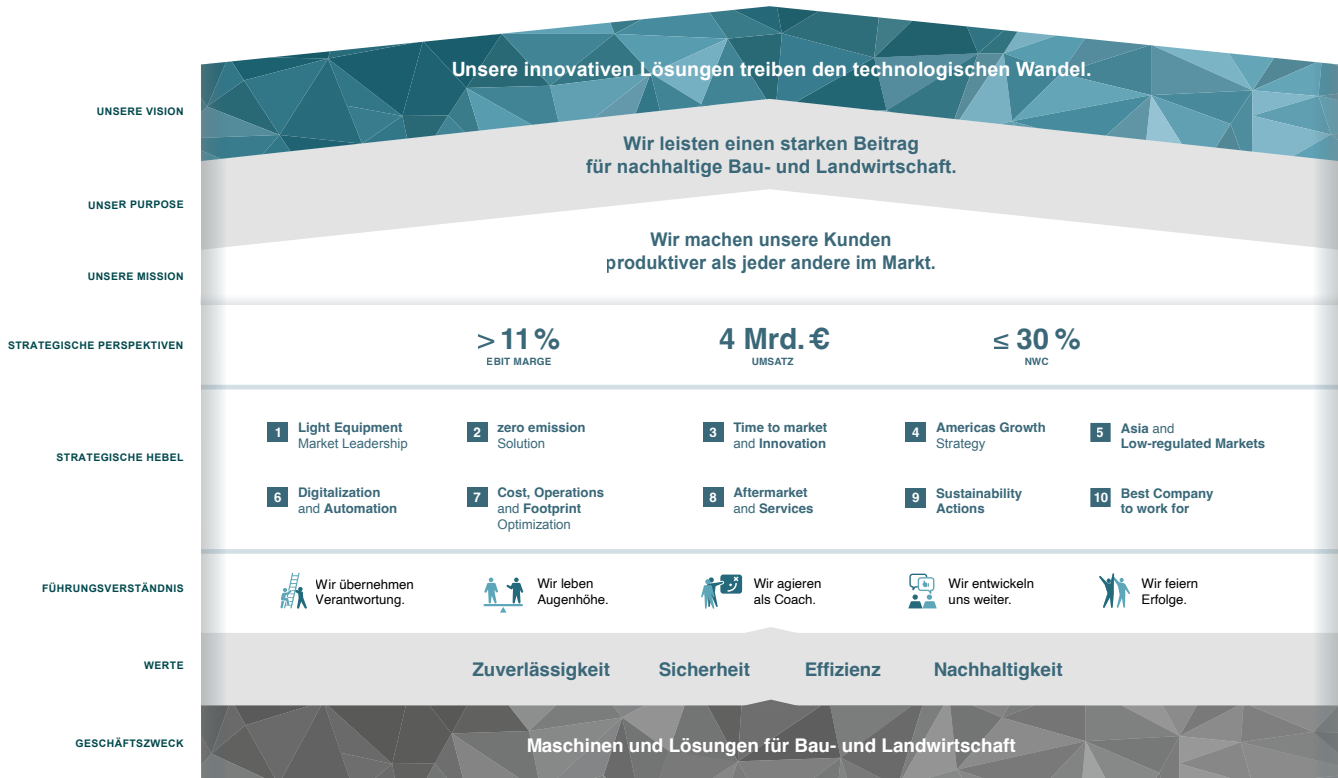 UNSERE VISION
Unsere innovativen Lösungen treiben den technologischen Wandel.
UNSER PURPOSE
Wir leisten einen starken Beitrag
für nachhaltige Bau- und Landwirtschaft.
UNSERE MISSION
Wir machen unsere Kunden
produktiver als jeder andere im Markt.
STRATEGISCHE PERSPEKTIVEN
> 11 %
EBIT MARGE
4 Mrd. €
UMSATZ
≤ 30 %
NWC
STRATEGISCHE HEBEL
1
Light Equipment
Market Leadership
2
zero emission
Solution
3
Time to market
and Innovation
4
Americas Growth
Strategy
5
Asia and
Low-regulated Markets
6
Digitalization
and Automation
7
Cost, Operations
and Footprint
Optimization
8
Aftermarket
and Services
9
Sustainability
Actions
10
Best Company
to work for
FÜHRUNGSVERSTÄNDNIS
Wir übernehmen
Verantwortung.
Wir leben
Augenhöhe.
Wir agieren
als Coach.
Wir entwickeln
uns weiter.
Wir feiern
Erfolge.
WERTE
Zuverlässigkeit
Sicherheit
Effizienz
Nachhaltigkeit
GESCHÄFTSZWECK
Maschinen und Lösungen für Bau- und Landwirtschaft